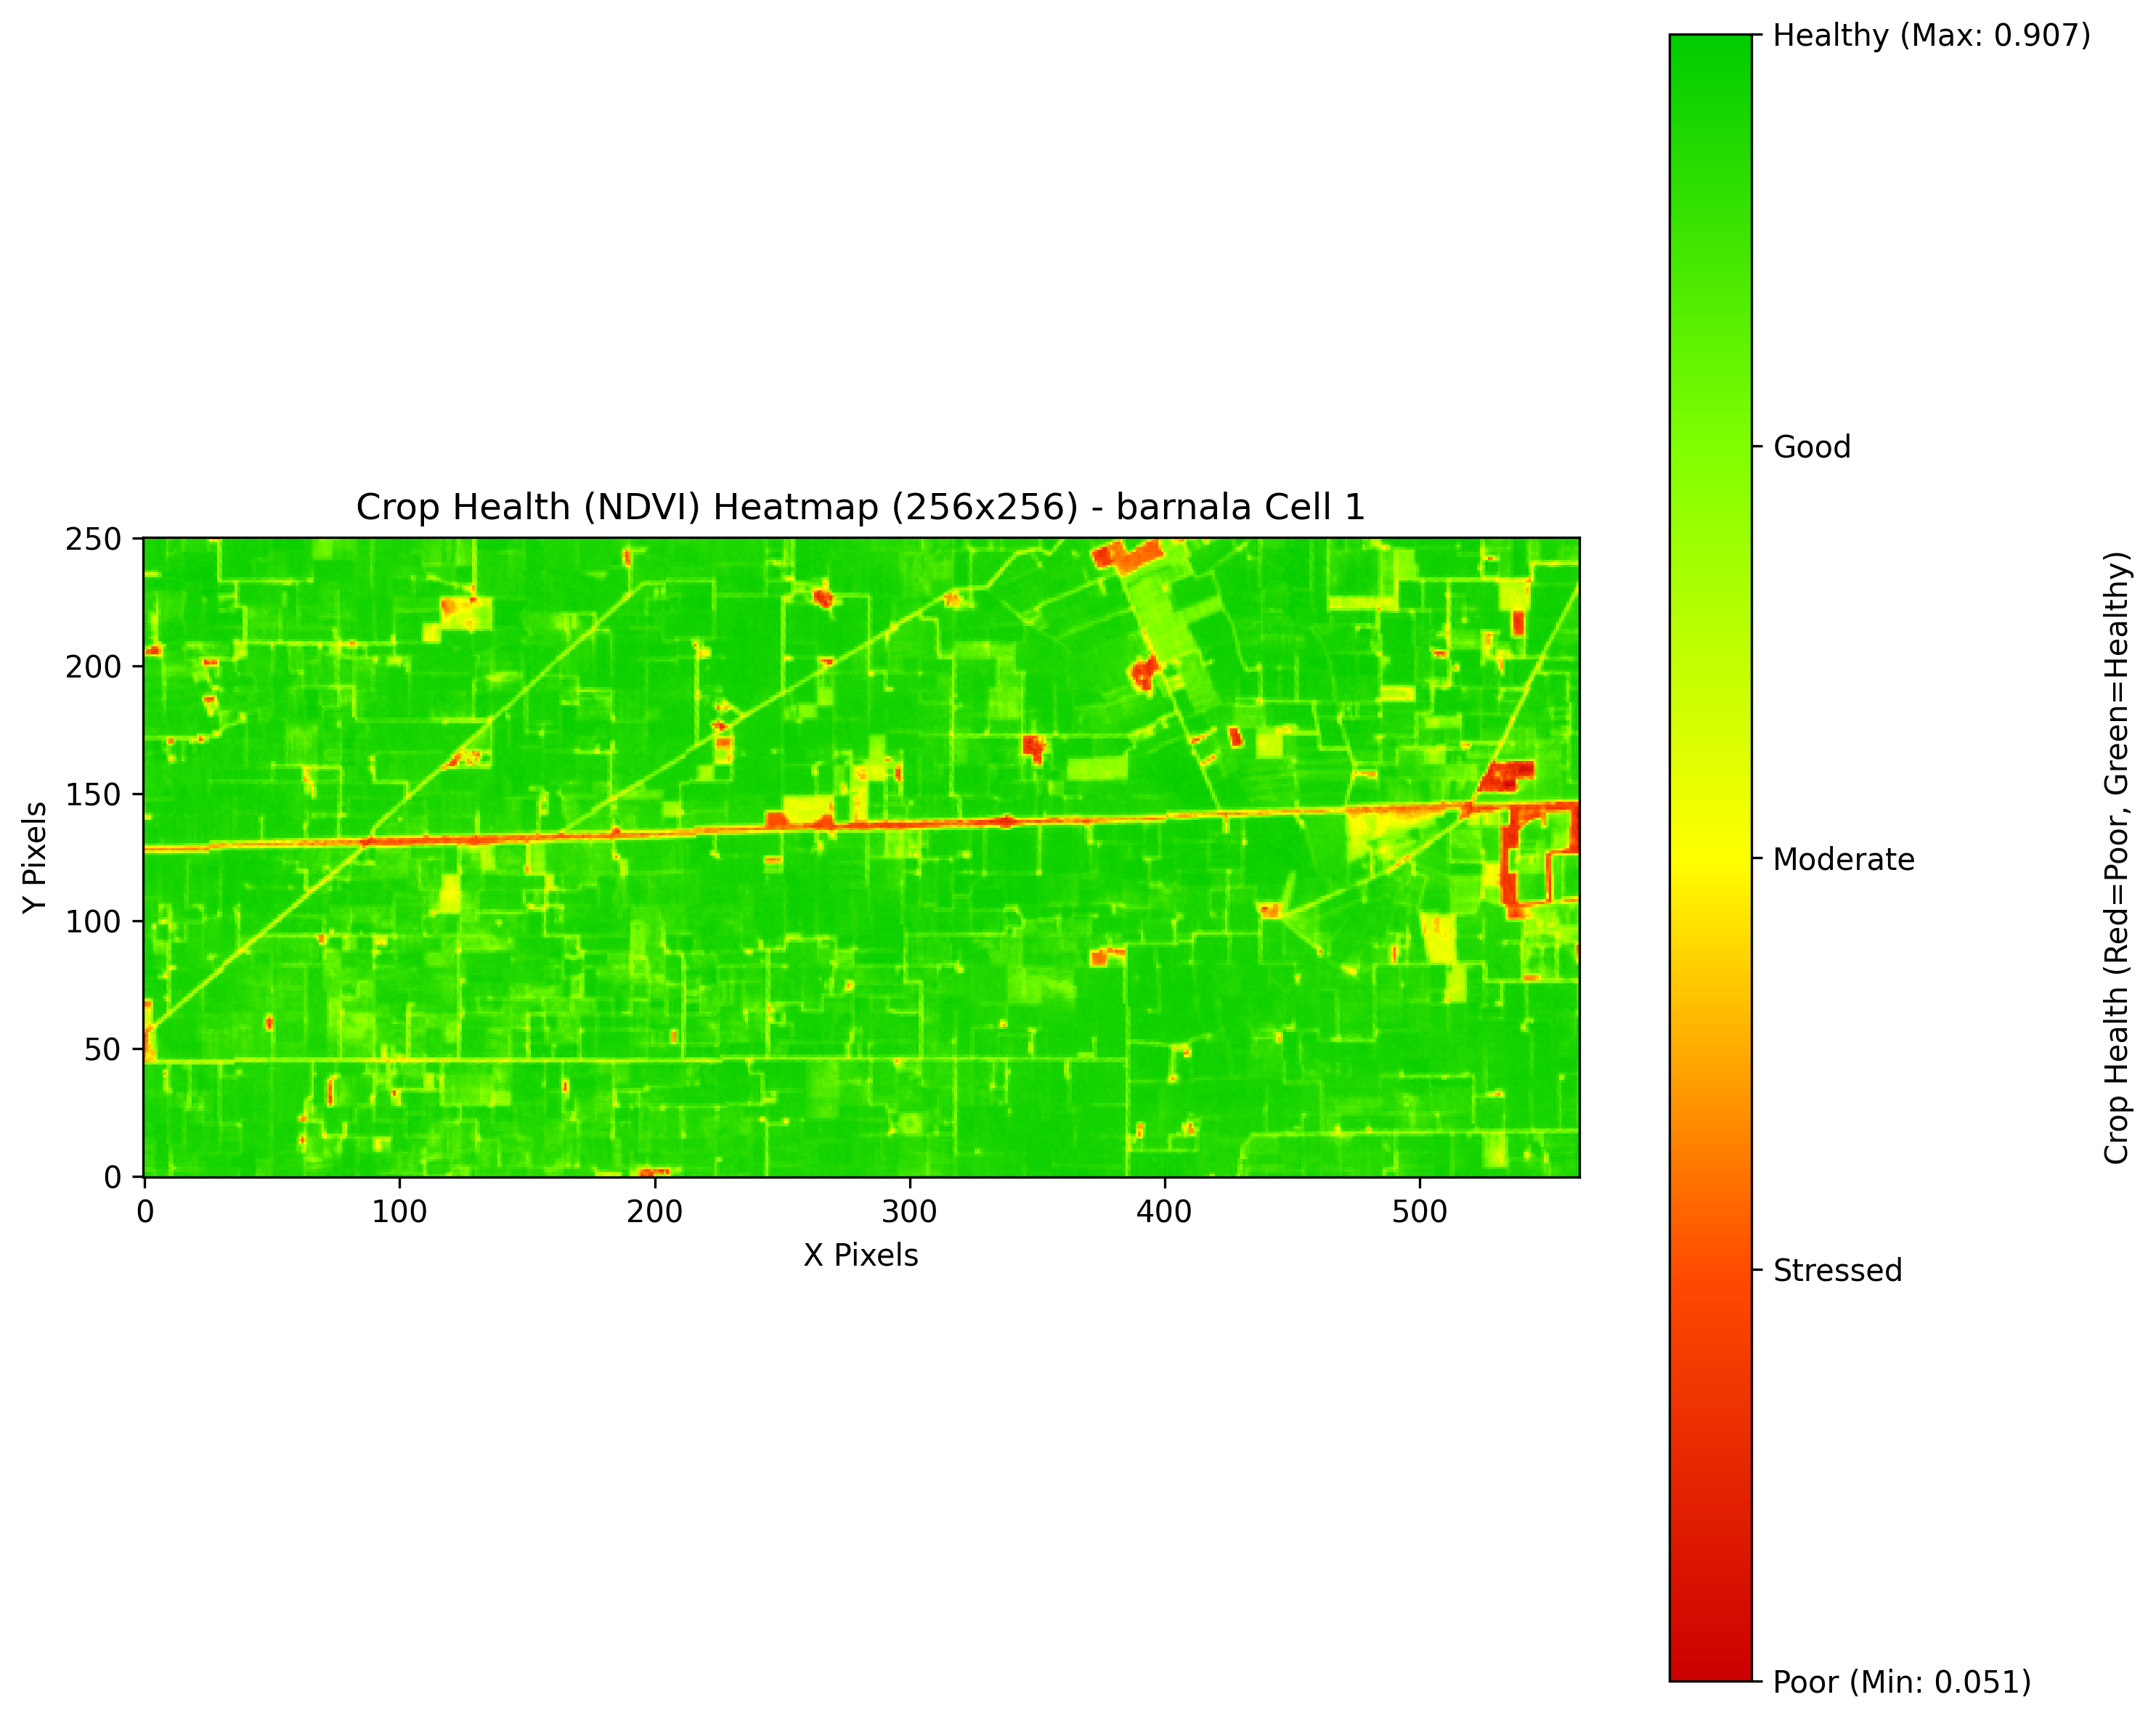 Crop Health (NDVI) Heatmap (256x256) - barnala Cell 1
250
200
150
100
50
0
Y Pixels
0 100 200 300 400 500
X Pixels
Healthy (Max: 0.907)
Good
Moderate
Stressed
Poor (Min: 0.051)
Crop Health (Red=Poor, Green=Healthy)